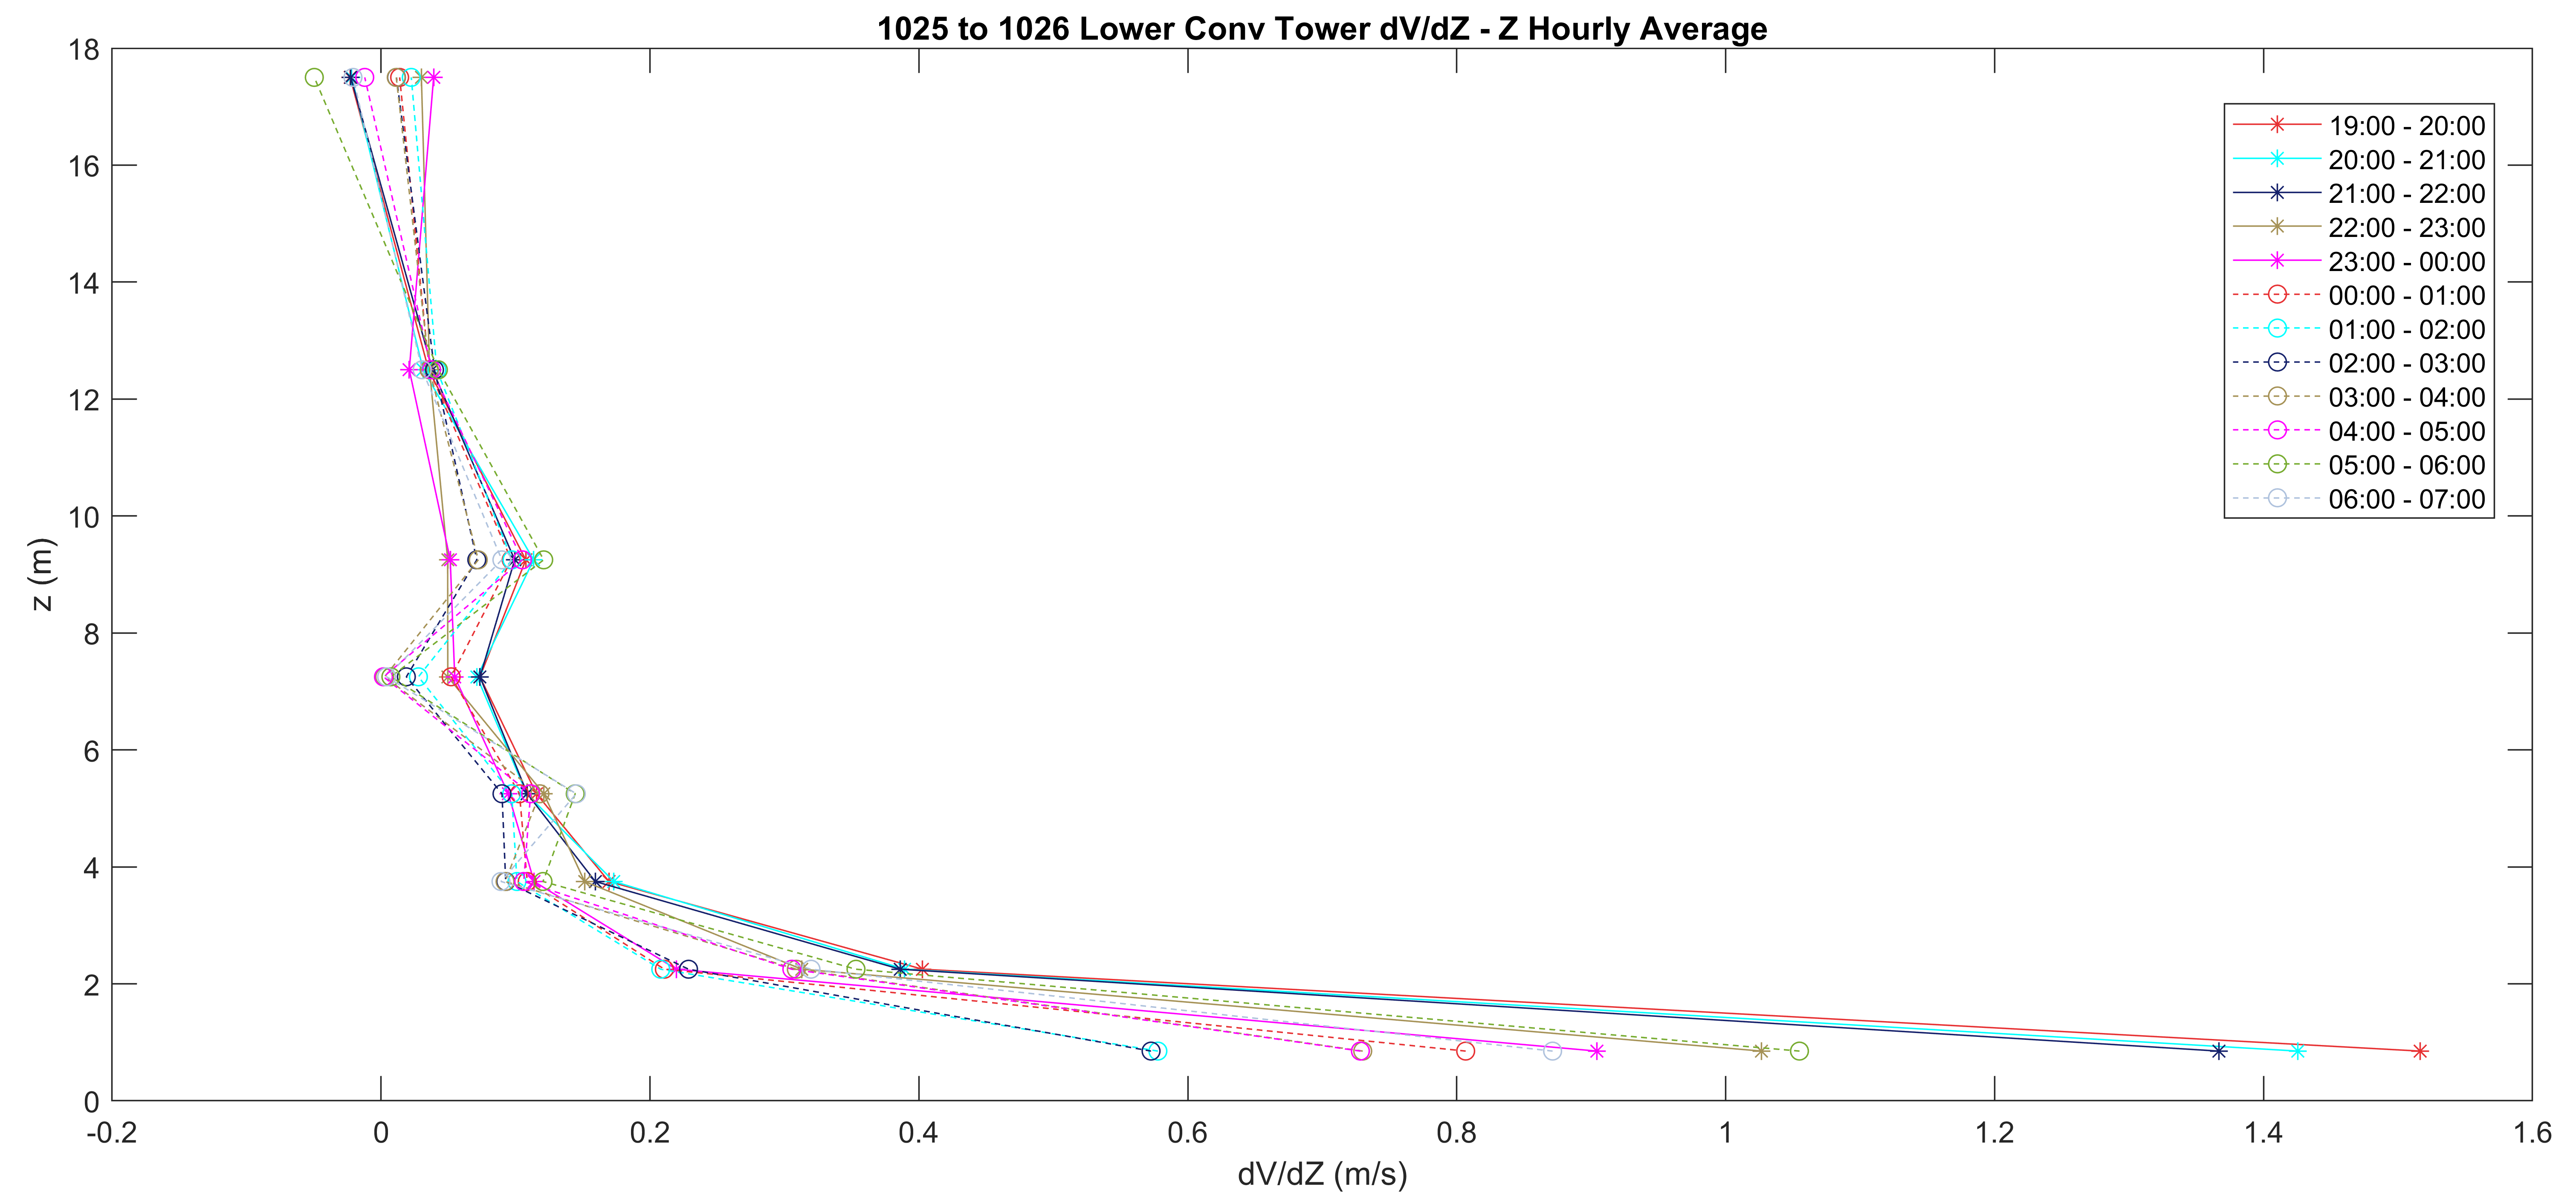 1025 to 1026 Lower Conv Tower dV/dZ - Z Hourly Average
18
16
14
12
10
8
6
4
2
0
z (m)
-0.2 0 0.2 0.4 0.6 0.8 1 1.2 1.4 1.6
dV/dZ (m/s)
19:00 - 20:00
20:00 - 21:00
21:00 - 22:00
22:00 - 23:00
23:00 - 00:00
00:00 - 01:00
01:00 - 02:00
02:00 - 03:00
03:00 - 04:00
04:00 - 05:00
05:00 - 06:00
06:00 - 07:00